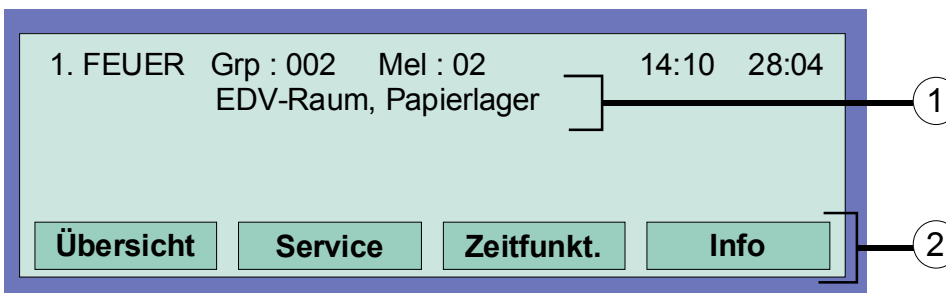 1. FEUER Grp : 002 Mel : 02 14:10 28:04
EDV-Raum, Papierlager
1
Übersicht Service Zeitfunkt. Info
2